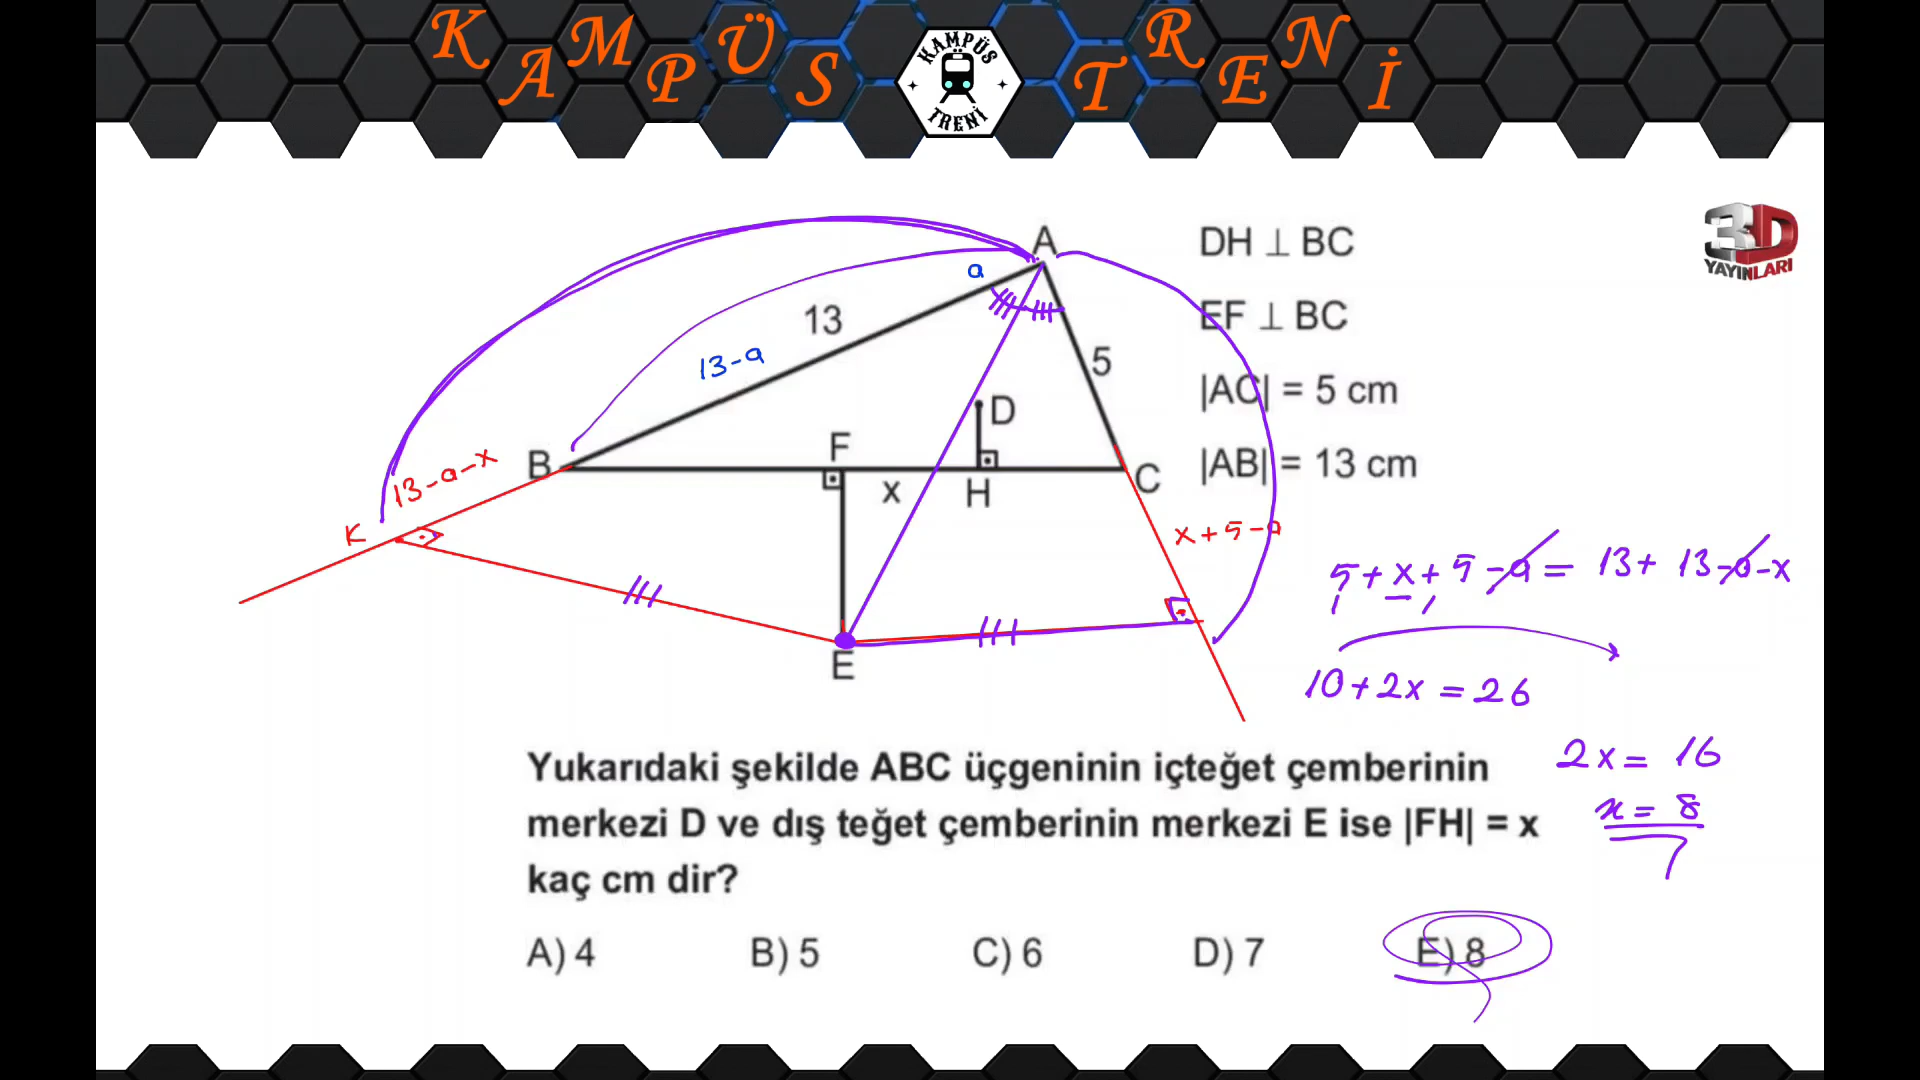 KAMPÜS TRENİ
KAMPÜS
TRENİ
3D
YAYINLARI
A
DH ⊥ BC
a
EF ⊥ BC
13
13-a
5
|AC| = 5 cm
D
F
B
|AB| = 13 cm
13-a-x
x
H
C
K
x+5-a
5+x+5-a= 13+ 13-a-x
E
10+2x=26
2x= 16
x= 8
Yukarıdaki şekilde ABC üçgeninin içteğet çemberinin
merkezi D ve dış teğet çemberinin merkezi E ise |FH| = x
kaç cm dir?
A) 4 B) 5 C) 6 D) 7 E) 8